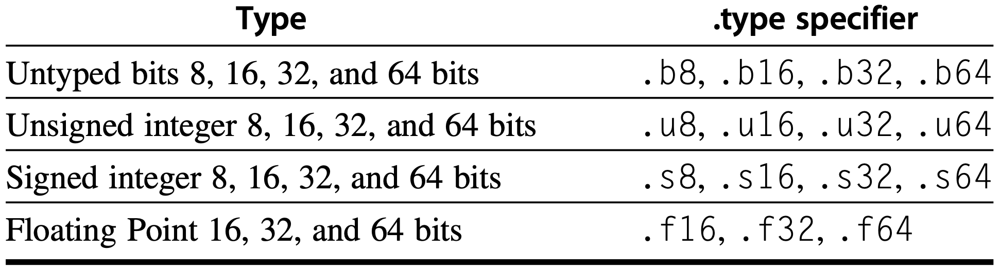 Type .type specifier
Untyped bits 8, 16, 32, and 64 bits .b8, .b16, .b32, .b64
Unsigned integer 8, 16, 32, and 64 bits .u8, .u16, .u32, .u64
Signed integer 8, 16, 32, and 64 bits .s8, .s16, .s32, .s64
Floating Point 16, 32, and 64 bits .f16, .f32, .f64